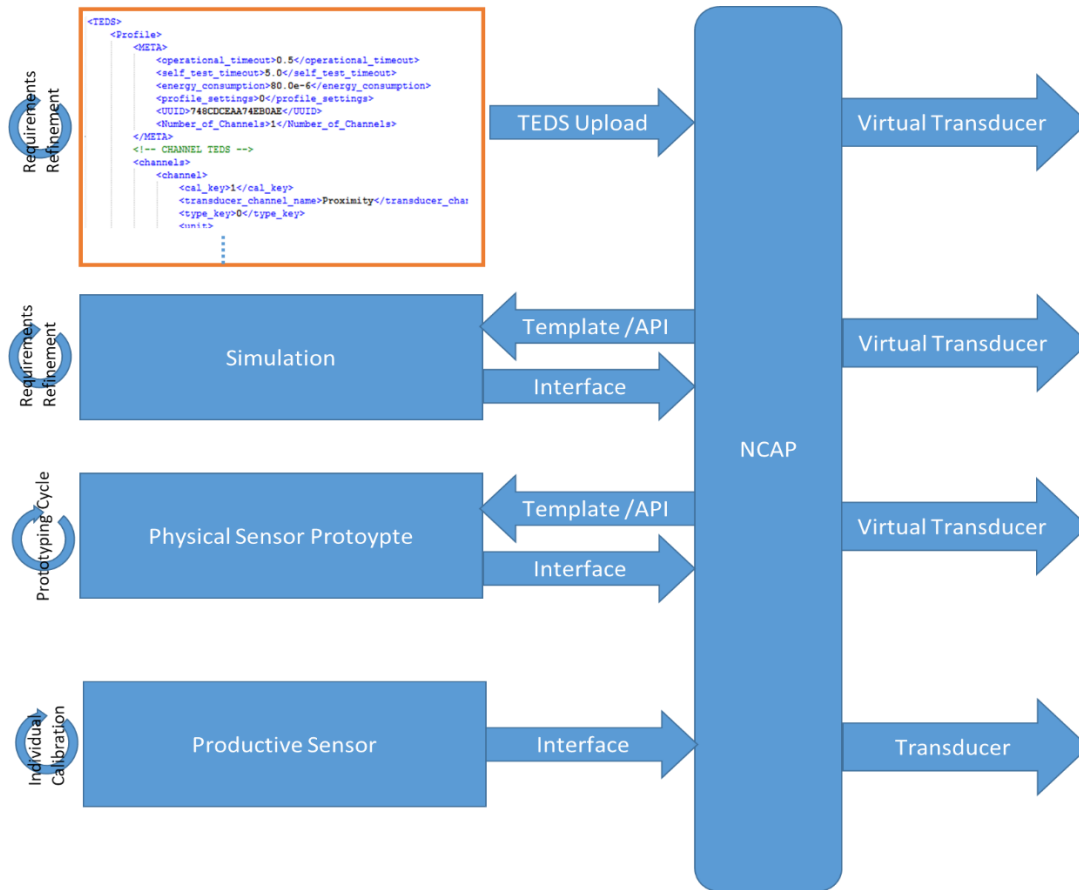 <TEDS>
<Profile>
<META>
<operational_timeout>0.5</operational_timeout>
<self_test_timeout>5.0</self_test_timeout>
<energy_consumption>80.0e-6</energy_consumption>
<profile_settings>0</profile_settings>
<UUID>748CDCEAA74EB0AE</UUID>
<Number_of_Channels>1</Number_of_Channels>
</META>
<!-- CHANNEL TEDS -->
<channels>
<channel>
<cal_key>1</cal_key>
<transducer_channel_name>Proximity</transducer_chan
<type_key>0</type_key>
<unit>
Requirements
Refinement
TEDS Upload
Virtual Transducer
Requirements
Refinement
Simulation
Template /API
Interface
Virtual Transducer
NCAP
Prototyping Cycle
Physical Sensor Protoypte
Template /API
Interface
Virtual Transducer
Individual
Calibration
Productive Sensor
Interface
Transducer